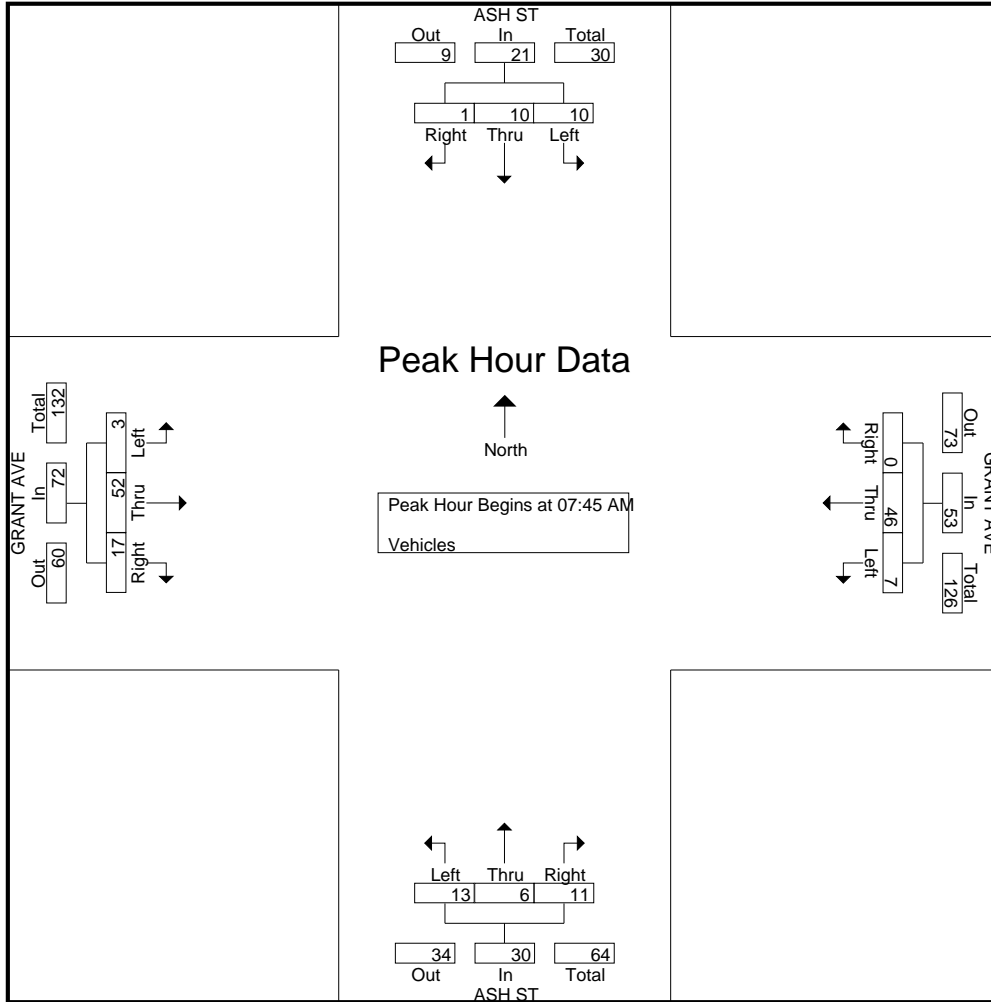 ASH ST
Out In Total
9 21 30
1 10 10
Right Thru Left
Peak Hour Data
North
Peak Hour Begins at 07:45 AM
Vehicles
GRANT AVE
Out In Total
60 72 132
3 52 17
Left Thru Right
GRANT AVE
Out In Total
73 53 126
0 46 7
Right Thru Left
Left Thru Right
13 6 11
34 30 64
Out In Total
ASH ST